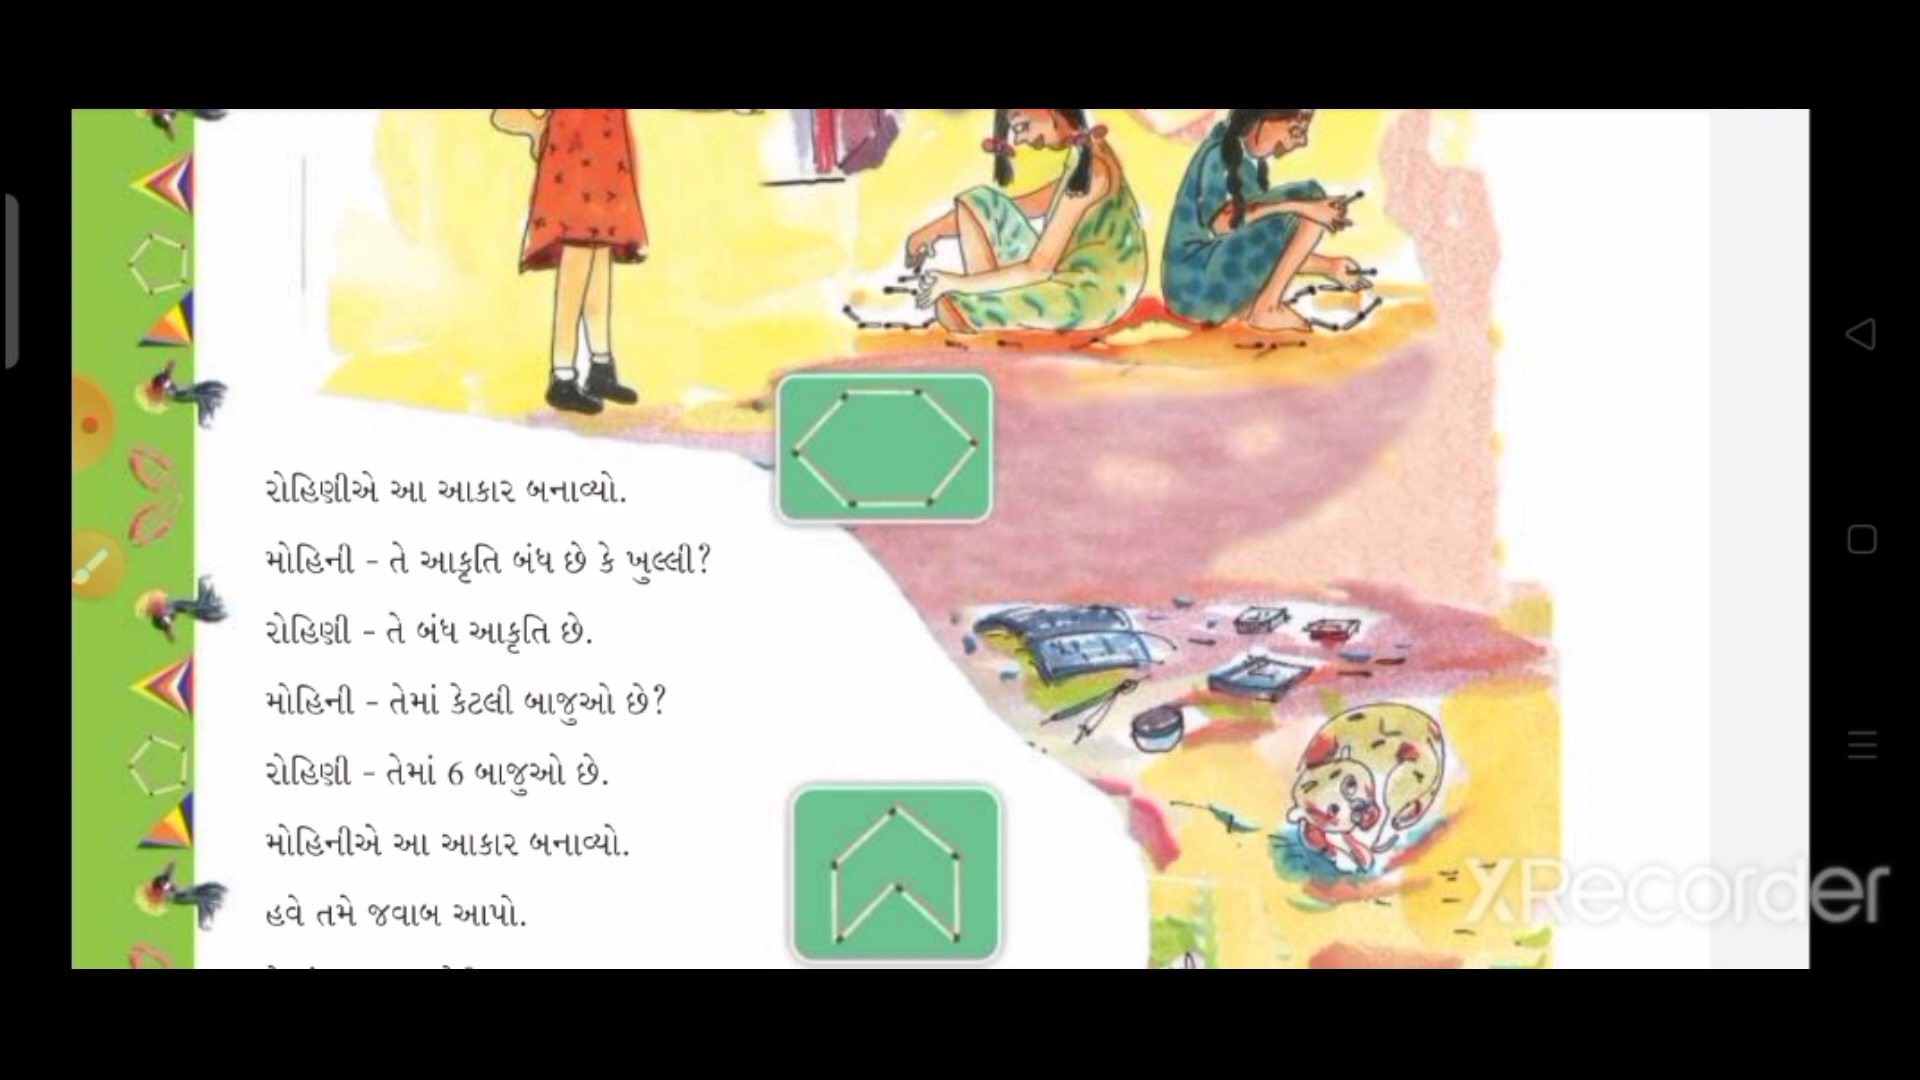 રોહિણીએ આ આકાર બનાવ્યો.
મોહિની - તે આકૃતિ બંધ છે કે ખુલ્લી?
રોહિણી - તે બંધ આકૃતિ છે.
મોહિની - તેમાં કેટલી બાજુઓ છે?
રોહિણી - તેમાં 6 બાજુઓ છે.
મોહિનીએ આ આકાર બનાવ્યો.
હવે તમે જવાબ આપો.
XRecorder